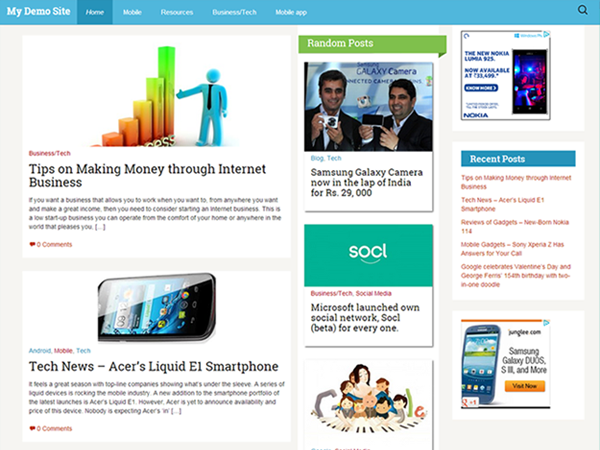 My Demo Site
Home
Mobile
Resources
Business/Tech
Mobile app
Business
Business/Tech
Tips on Making Money through Internet
Business
If you want a business that allows you to work when you want to, from anywhere you want
and make a great income, then you need to consider starting an Internet business. This is
a low start-up business you can operate from the comfort of your home or anywhere in the
world that pleases you, [...]
0 Comments
Android, Mobile, Tech
Tech News – Acer's Liquid E1 Smartphone
It feels a great season with top-line companies showing what's under the sleeve. A series of
liquid devices is rocking the mobile industry. A new addition to the smartphone portfolio of
the latest launches is Acer's Liquid E1. However, Acer is yet to announce availability and
price of this device. Nobody is expecting Acer's 'in' [...]
0 Comments
Random Posts
Samsung
GALAXY Camera
CONNECTED CAMERA
Blog, Tech
Samsung Galaxy Camera
now in the lap of India
for Rs. 29, 000
socl
Business/Tech, Social Media
Microsoft launched own
social network, Socl
(beta) for every one.
Windows Ph
THE NEW NOKIA
LUMIA 925.
NOW AVAILABLE
AT ₹33,499.*
KNOW MORE
NOKIA
Recent Posts
Tips on Making Money through Internet
Business
Tech News – Acer's Liquid E1
Smartphone
Reviews of Gadgets – New-Born Nokia
114
Mobile Gadgets – Sony Xperia Z Has
Answers for Your Call
Google celebrates Valentine's Day and
George Ferris' 154th birthday with two-
in-one doodle
junglee.com
Samsung
Galaxy DUOS,
S III, and More
Visit Now
+1